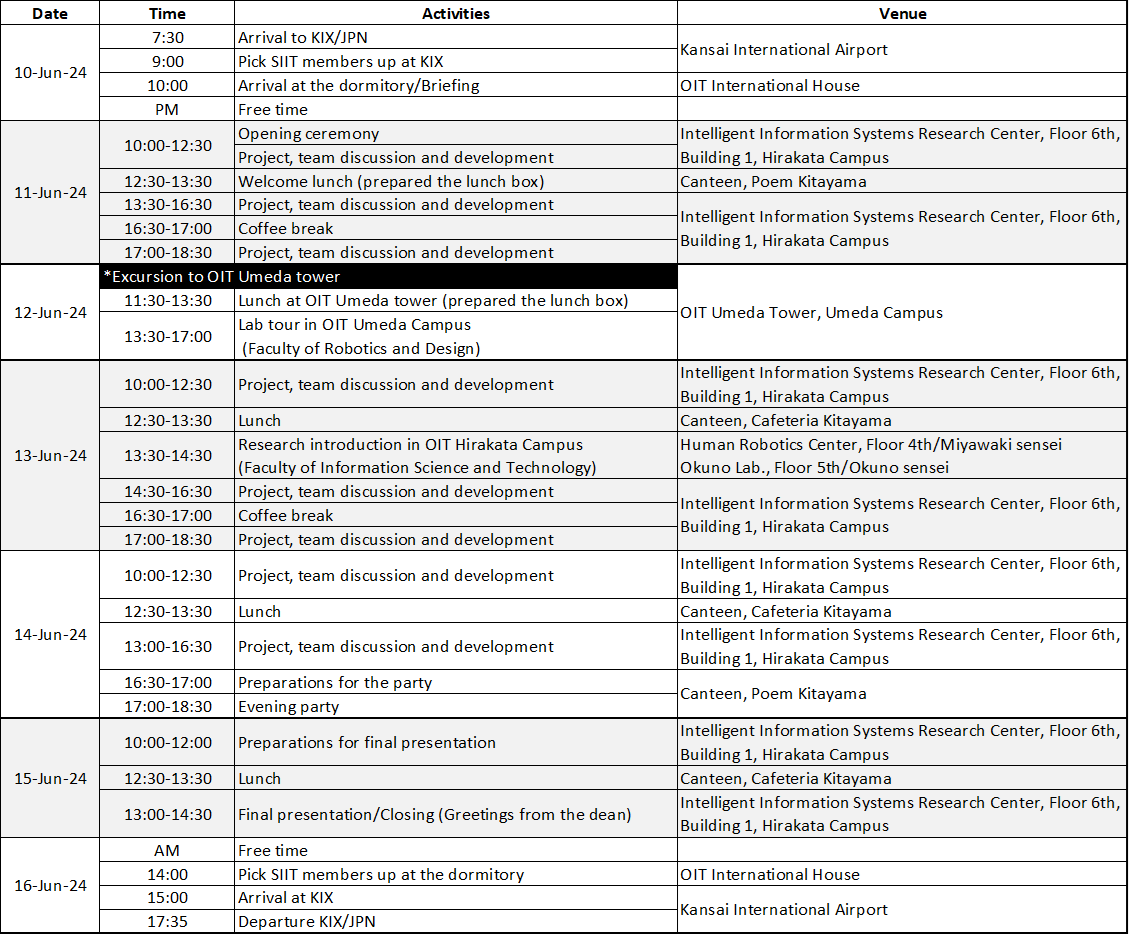 Date Time Activities Venue
10-Jun-24
7:30 Arrival to KIX/JPN
Kansai International Airport
9:00 Pick SIIT members up at KIX
10:00 Arrival at the dormitory/Briefing OIT International House
PM Free time
11-Jun-24
10:00-12:30
Opening ceremony
Project, team discussion and development
Intelligent Information Systems Research Center, Floor 6th,
Building 1, Hirakata Campus
12:30-13:30 Welcome lunch (prepared the lunch box) Canteen, Poem Kitayama
13:30-16:30 Project, team discussion and development
16:30-17:00 Coffee break
17:00-18:30 Project, team discussion and development
Intelligent Information Systems Research Center, Floor 6th,
Building 1, Hirakata Campus
12-Jun-24
*Excursion to OIT Umeda tower
11:30-13:30 Lunch at OIT Umeda tower (prepared the lunch box)
13:30-17:00
Lab tour in OIT Umeda Campus
(Faculty of Robotics and Design)
OIT Umeda Tower, Umeda Campus
13-Jun-24
10:00-12:30 Project, team discussion and development
Intelligent Information Systems Research Center, Floor 6th,
Building 1, Hirakata Campus
12:30-13:30 Lunch Canteen, Cafeteria Kitayama
13:30-14:30
Research introduction in OIT Hirakata Campus
(Faculty of Information Science and Technology)
Human Robotics Center, Floor 4th/Miyawaki sensei
Okuno Lab., Floor 5th/Okuno sensei
14:30-16:30 Project, team discussion and development
16:30-17:00 Coffee break
17:00-18:30 Project, team discussion and development
Intelligent Information Systems Research Center, Floor 6th,
Building 1, Hirakata Campus
14-Jun-24
10:00-12:30 Project, team discussion and development
Intelligent Information Systems Research Center, Floor 6th,
Building 1, Hirakata Campus
12:30-13:30 Lunch Canteen, Cafeteria Kitayama
13:00-16:30 Project, team discussion and development
Intelligent Information Systems Research Center, Floor 6th,
Building 1, Hirakata Campus
16:30-17:00 Preparations for the party
17:00-18:30 Evening party
Canteen, Poem Kitayama
15-Jun-24
10:00-12:00 Preparations for final presentation
Intelligent Information Systems Research Center, Floor 6th,
Building 1, Hirakata Campus
12:30-13:30 Lunch Canteen, Cafeteria Kitayama
13:00-14:30 Final presentation/Closing (Greetings from the dean)
Intelligent Information Systems Research Center, Floor 6th,
Building 1, Hirakata Campus
16-Jun-24
AM Free time
14:00 Pick SIIT members up at the dormitory OIT International House
15:00 Arrival at KIX
17:35 Departure KIX/JPN
Kansai International Airport